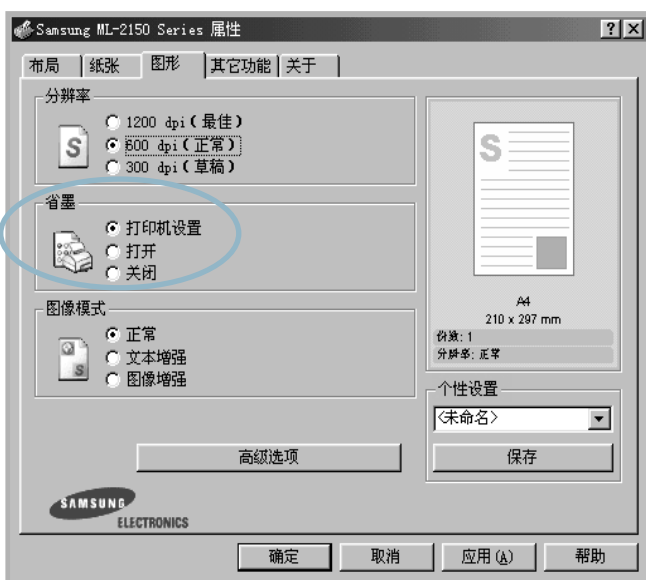 Samsung ML-2150 Series 属性
布局 纸张 图形 其它功能 关于
分辨率
1200 dpi(最佳)
600 dpi(正常)
300 dpi(草稿)
省墨
打印机设置
打开
关闭
图像模式
正常
文本增强
图像增强
高级选项
SAMSUNG
ELECTRONICS
S
A4
210 x 297 mm
份数: 1
分辨率: 正常
个性设置
<未命名>
保存
确定 取消 应用(A) 帮助